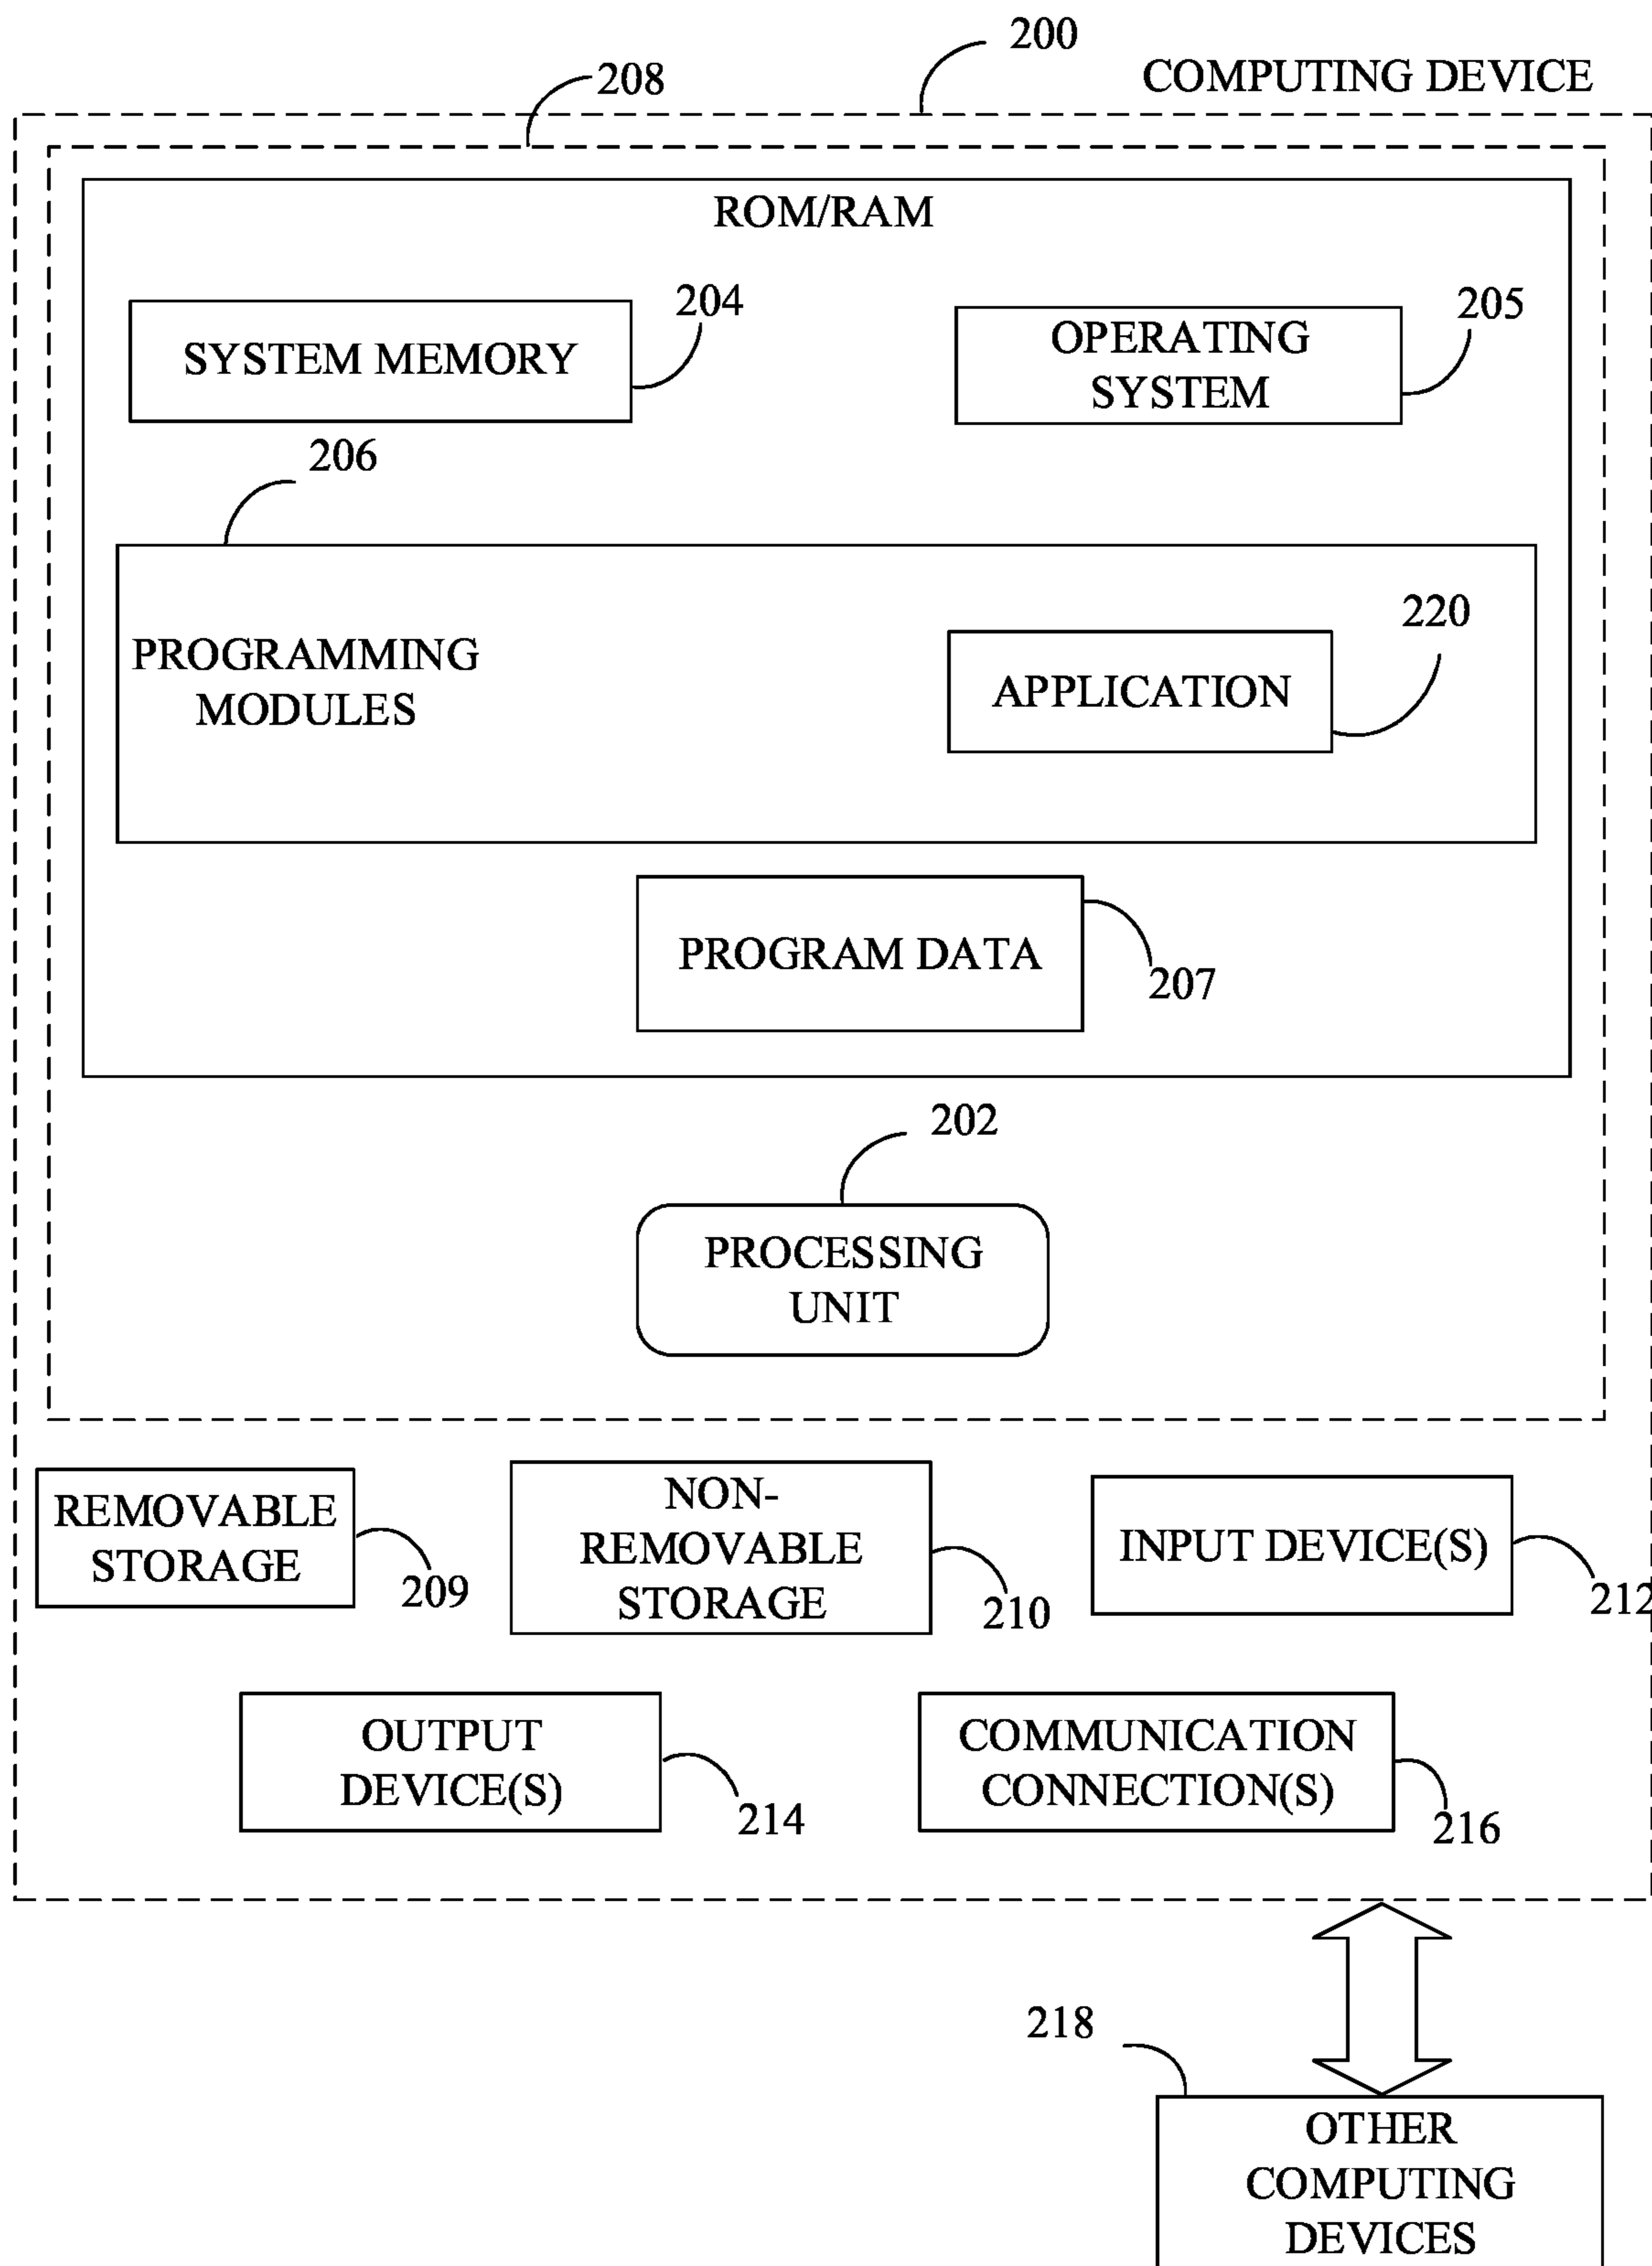 200
COMPUTING DEVICE
208
ROM/RAM
204
SYSTEM MEMORY
205
OPERATING
SYSTEM
206
PROGRAMMING
MODULES
220
APPLICATION
PROGRAM DATA
207
202
PROCESSING
UNIT
REMOVABLE
STORAGE
209
NON-
REMOVABLE
STORAGE
210
INPUT DEVICE(S)
212
OUTPUT
DEVICE(S)
214
COMMUNICATION
CONNECTION(S)
216
218
OTHER
COMPUTING
DEVICES